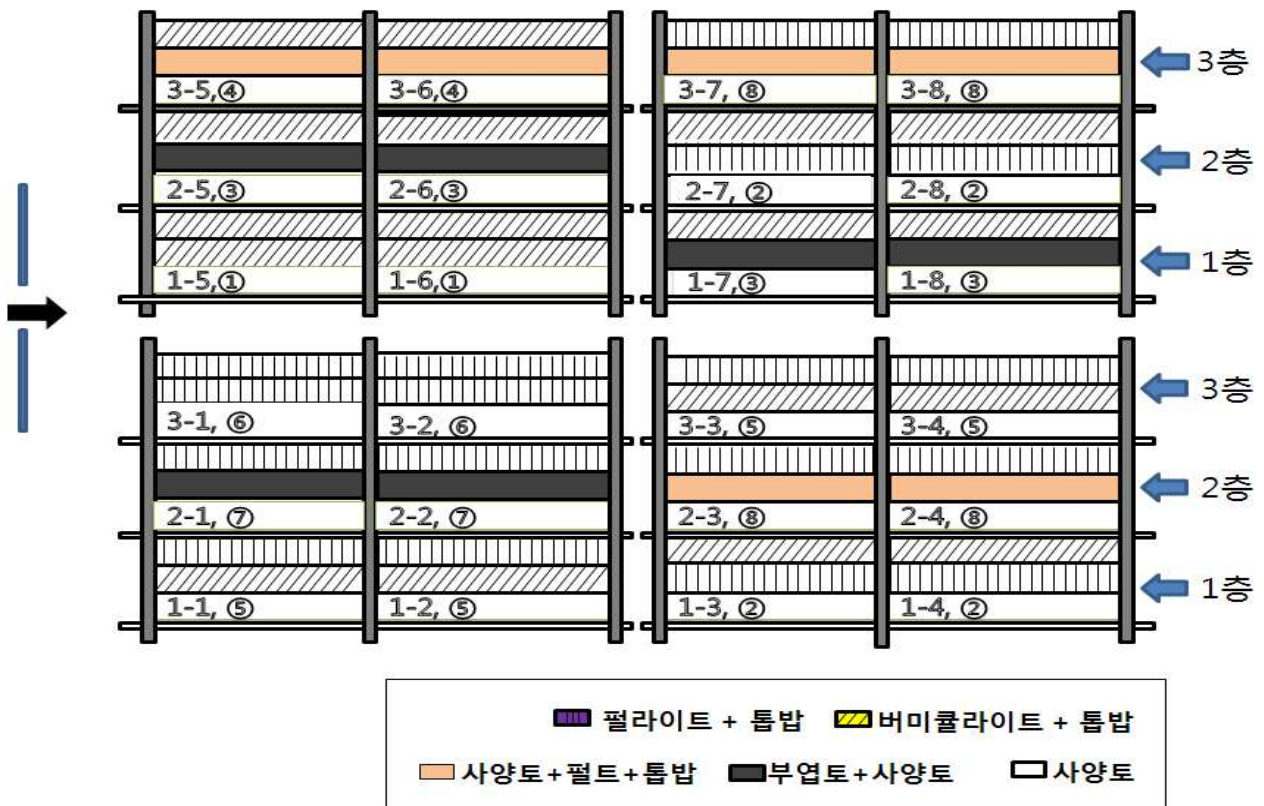 3-5,④ 3-6,④ 3-7, ⑧ 3-8, ⑧ 3층
2-5,③ 2-6,③ 2-7, ② 2-8, ② 2층
1-5,① 1-6,① 1-7,③ 1-8, ③ 1층
3-1, ⑥ 3-2, ⑥ 3-3, ⑤ 3-4, ⑤ 3층
2-1, ⑦ 2-2, ⑦ 2-3, ⑧ 2-4, ⑧ 2층
1-1, ⑤ 1-2, ⑤ 1-3, ② 1-4, ② 1층
펄라이트 + 톱밥 버미큘라이트 + 톱밥
사양토+펄트+톱밥 부엽토+사양토 사양토